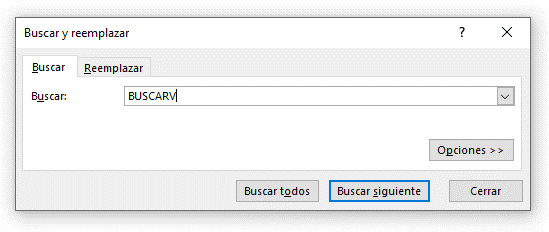 Buscar y reemplazar ?
Buscar Reemplazar
Buscar: BUSCARV
Opciones >>
Buscar todos Buscar siguiente Cerrar